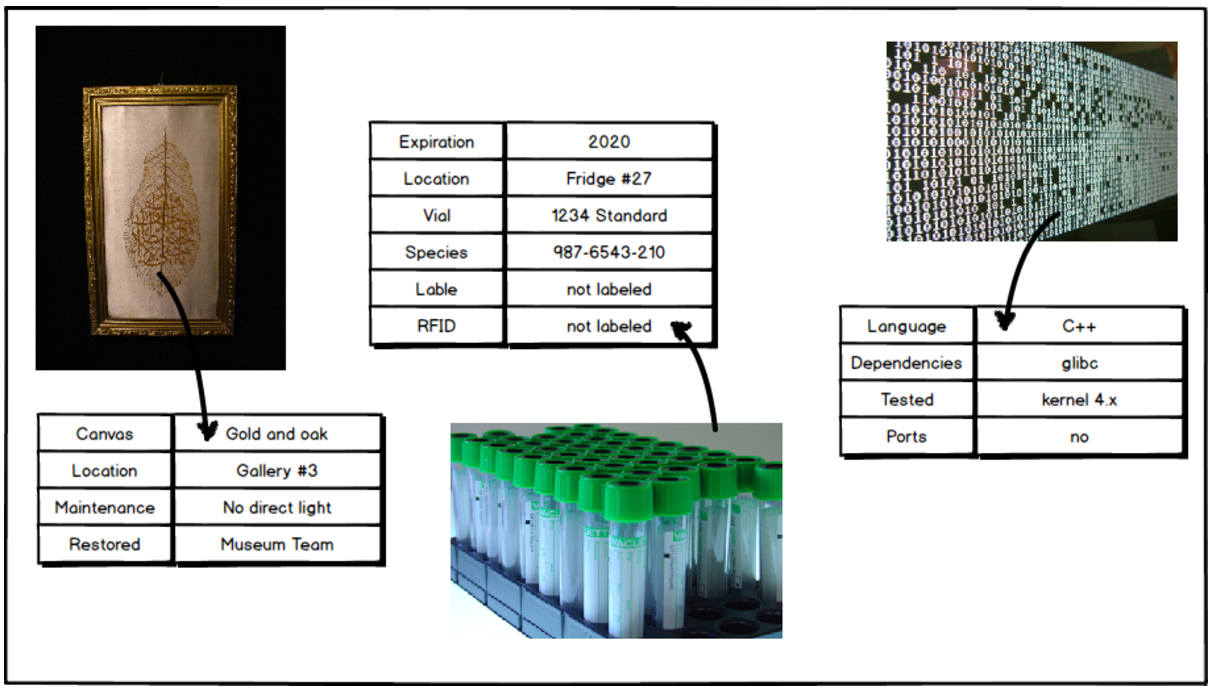 Expiration 2020
Location Fridge #27
Vial 1234 Standard
Species 987-6543-210
Lable not labeled
RFID not labeled
Language C++
Dependencies glibc
Tested kernel 4.x
Ports no
Canvas Gold and oak
Location Gallery #3
Maintenance No direct light
Restored Museum Team